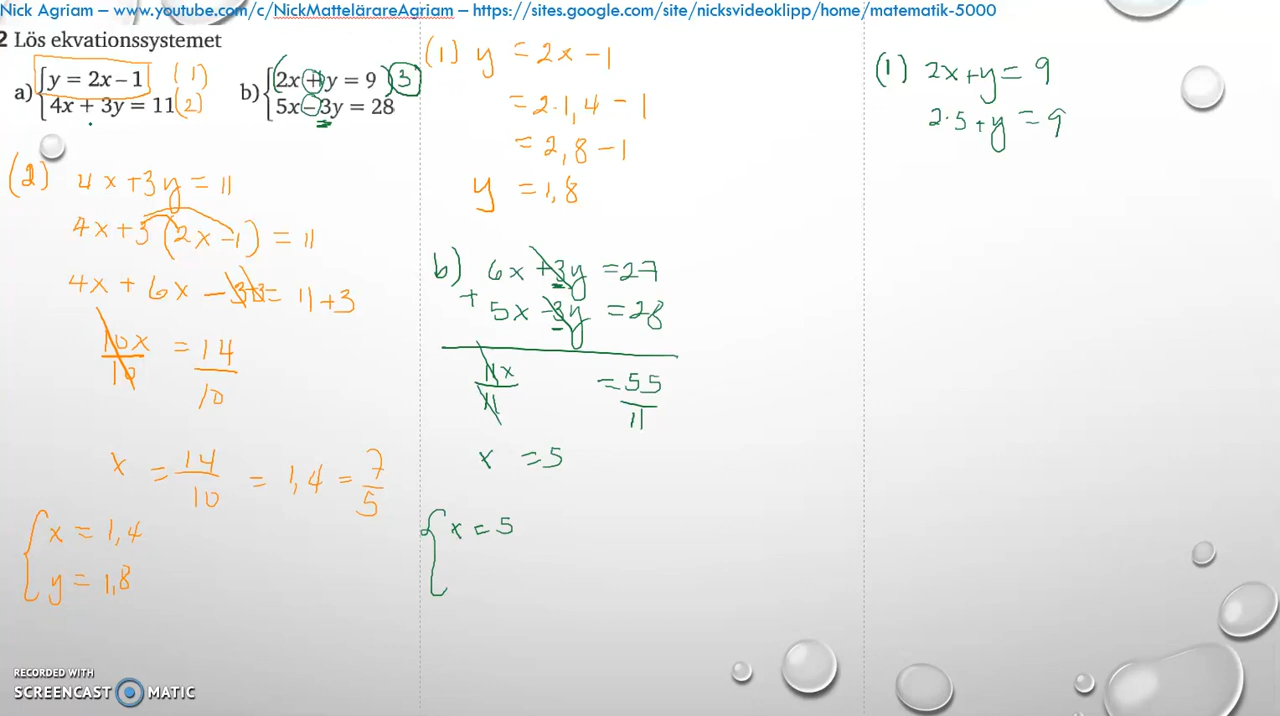 Nick Agriam – www.youtube.com/c/NickMattelärareAgriam – https://sites.google.com/site/nicksvideoklipp/home/matematik-5000
2 Lös ekvationssystemet
a) { y = 2x – 1 (1)
4x + 3y = 11 (2)
b) { (2x + y = 9) 3
5x – 3y = 28
(2) 4x + 3y = 11
4x + 3(2x – 1) = 11
4x + 6x – 3+3 = 11 + 3
10x/10 = 14/10
x = 14/10 = 1,4 = 7/5
{ x = 1,4
y = 1,8
(1) y = 2x – 1
= 2·1,4 – 1
= 2,8 – 1
y = 1,8
b) 6x + 3y = 27
+ 5x – 3y = 28
11x/11 = 55/11
x = 5
{ x = 5
(1) 2x + y = 9
2·5 + y = 9
RECORDED WITH
SCREENCAST MATIC